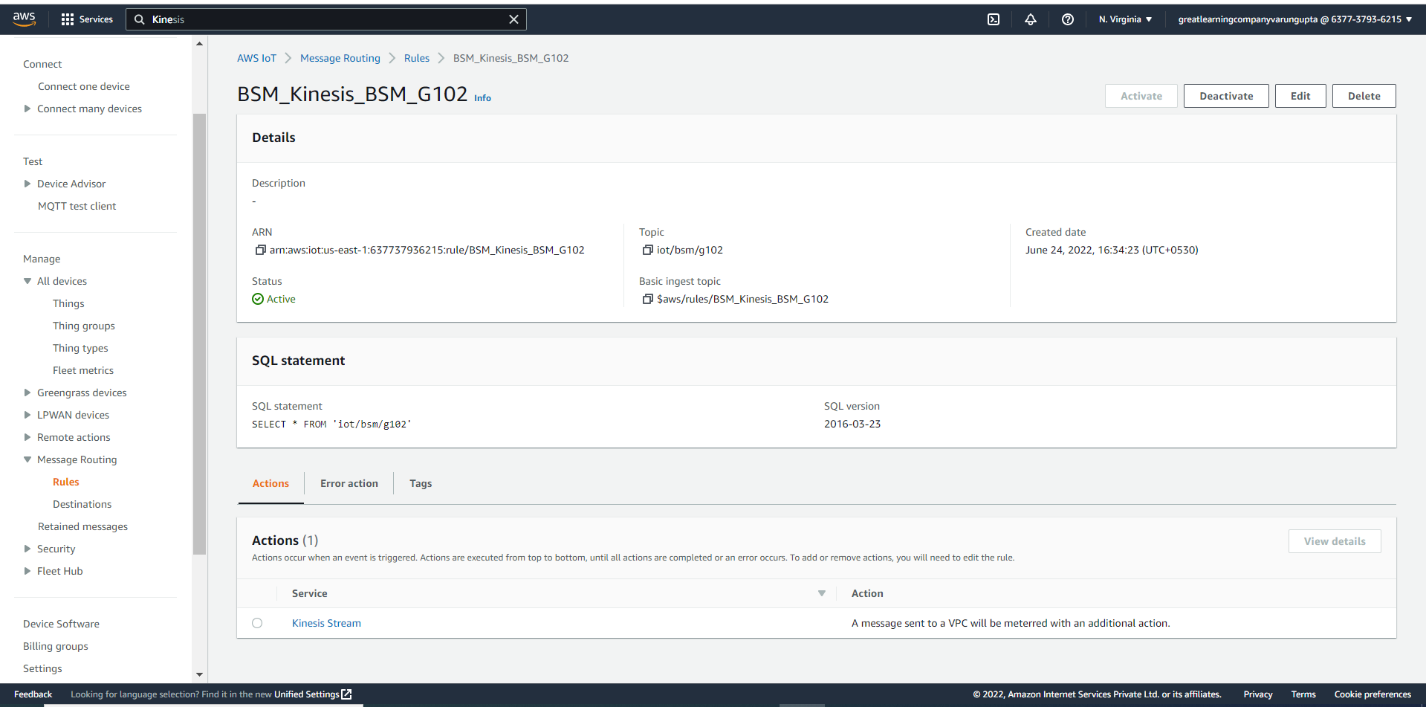 aws Services Kinesis N. Virginia greatlearningcompanyvarungupta @ 6377-3793-6215
Connect
Connect one device
Connect many devices
Test
Device Advisor
MQTT test client
Manage
All devices
Things
Thing groups
Thing types
Fleet metrics
Greengrass devices
LPWAN devices
Remote actions
Message Routing
Rules
Destinations
Retained messages
Security
Fleet Hub
Device Software
Billing groups
Settings
AWS IoT Message Routing Rules BSM_Kinesis_BSM_G102
BSM_Kinesis_BSM_G102 Info Activate Deactivate Edit Delete
Details
Description
-
ARN Topic Created date
arn:aws:iot:us-east-1:637737936215:rule/BSM_Kinesis_BSM_G102 iot/bsm/g102 June 24, 2022, 16:34:23 (UTC+0530)
Status Basic ingest topic
Active $aws/rules/BSM_Kinesis_BSM_G102
SQL statement
SQL statement SQL version
SELECT * FROM 'iot/bsm/g102' 2016-03-23
Actions Error action Tags
Actions (1) View details
Actions occur when an event is triggered. Actions are executed from top to bottom, until all actions are completed or an error occurs. To add or remove actions, you will need to edit the rule.
Service Action
Kinesis Stream A message sent to a VPC will be meterred with an additional action.
Feedback Looking for language selection? Find it in the new Unified Settings © 2022, Amazon Internet Services Private Ltd. or its affiliates. Privacy Terms Cookie preferences